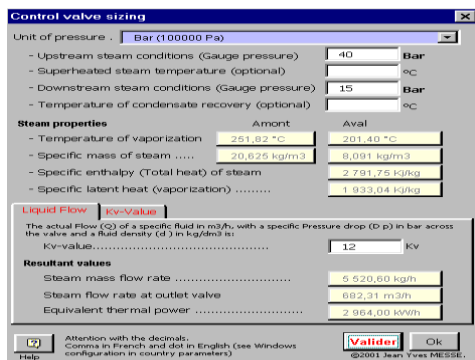 Control valve sizing
Unit of pressure . Bar (100000 Pa)
- Upstream steam conditions (Gauge pressure) 40 Bar
- Superheated steam temperature (optional) °C
- Downstream steam conditions (Gauge pressure) 15 Bar
- Temperature of condensate recovery (optional) °C
Steam properties Amont Aval
- Temperature of vaporization 251,82 °C 201,40 °C
- Specific mass of steam ..... 20,625 kg/m3 8,091 kg/m3
- Specific enthalpy (Total heat) of steam 2 791,75 Kj/kg
- Specific latent heat (vaporization) ......... 1 933,04 Kj/kg
Liquid Flow Kv-Value
The actual Flow (Q) of a specific fluid in m3/h, with a specific Pressure drop (D p) in bar across
the valve and a fluid density (d ) in kg/dm3 is:
Kv-value................................................ 12 Kv
Resultant values
Steam mass flow rate ................................ 5 520,60 kg/h
Steam flow rate at outlet valve 682,31 m3/h
Equivalent thermal power .......................... 2 964,00 kW/h
Help
Attention with the decimals.
Comma in French and dot in English (see Windows
configuration in country parameters)
Valider Ok
©2001 Jean Yves MESSE.